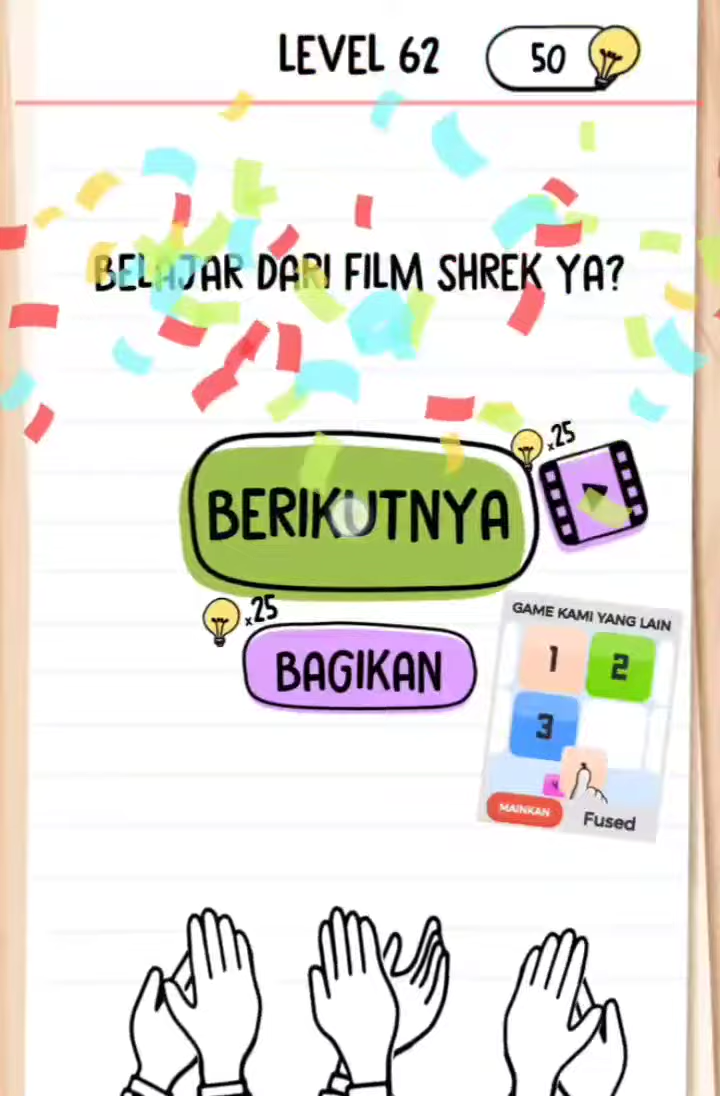 LEVEL 62
50
BELAJAR DARI FILM SHREK YA?
x25
BERIKUTNYA
x25
BAGIKAN
GAME KAMI YANG LAIN
1 2
3
4
MAINKAN
Fused